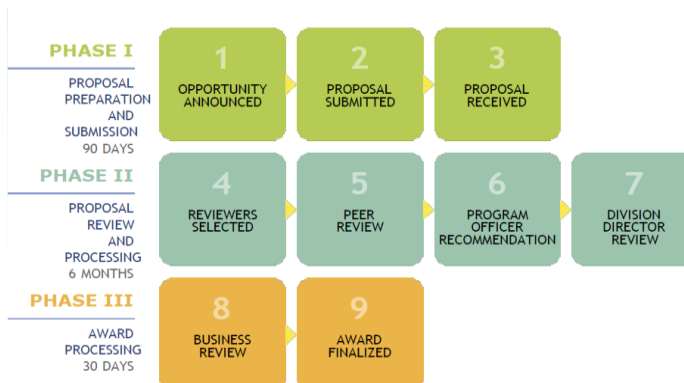 PHASE I
PROPOSAL
PREPARATION
AND
SUBMISSION
90 DAYS
1
OPPORTUNITY
ANNOUNCED
2
PROPOSAL
SUBMITTED
3
PROPOSAL
RECEIVED
PHASE II
PROPOSAL
REVIEW
AND
PROCESSING
6 MONTHS
4
REVIEWERS
SELECTED
5
PEER
REVIEW
6
PROGRAM
OFFICER
RECOMMENDATION
7
DIVISION
DIRECTOR
REVIEW
PHASE III
AWARD
PROCESSING
30 DAYS
8
BUSINESS
REVIEW
9
AWARD
FINALIZED